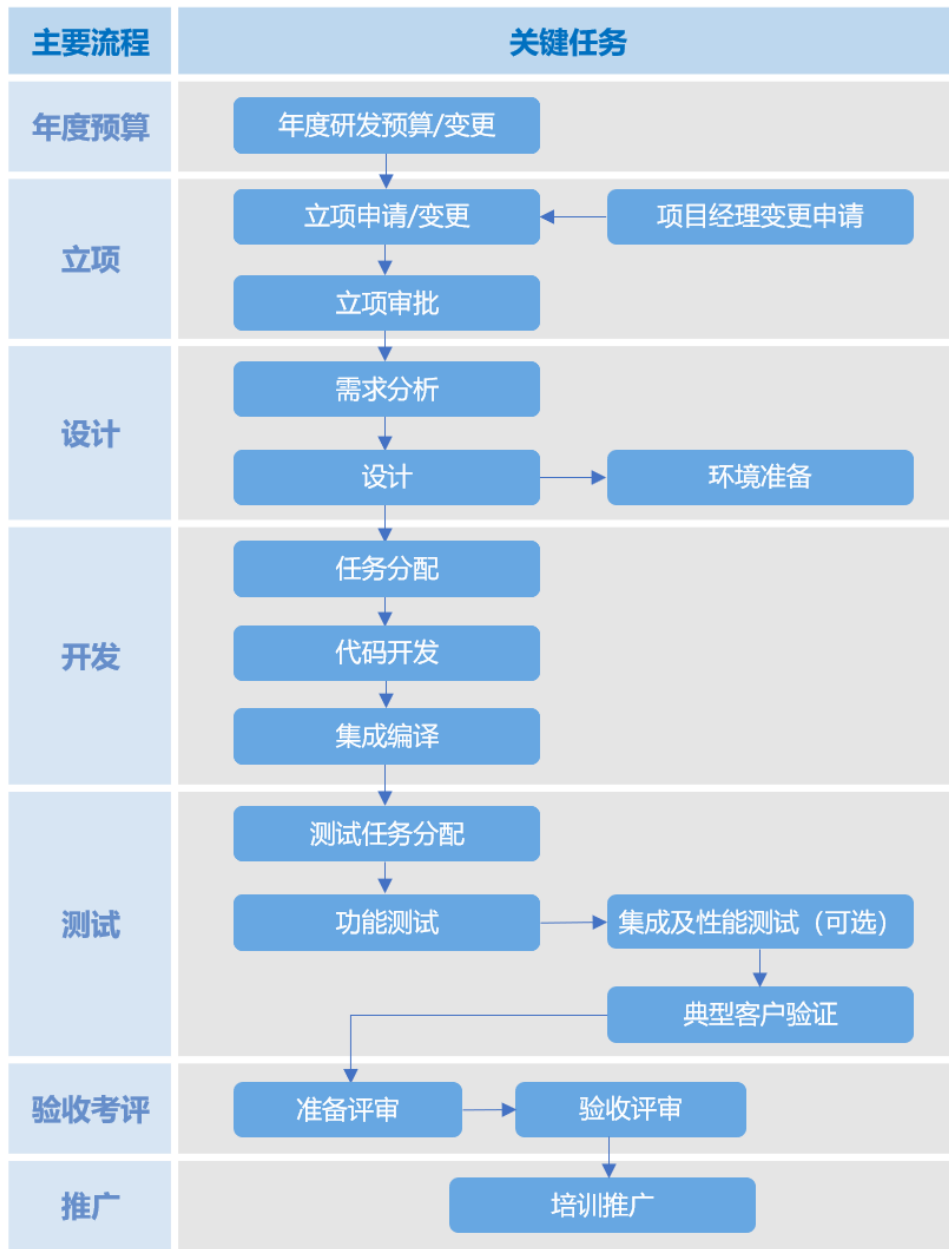 主要流程
关键任务
年度预算
年度研发预算/变更
立项
立项申请/变更
项目经理变更申请
立项审批
设计
需求分析
设计
环境准备
开发
任务分配
代码开发
集成编译
测试
测试任务分配
功能测试
集成及性能测试（可选）
典型客户验证
验收考评
准备评审
验收评审
推广
培训推广